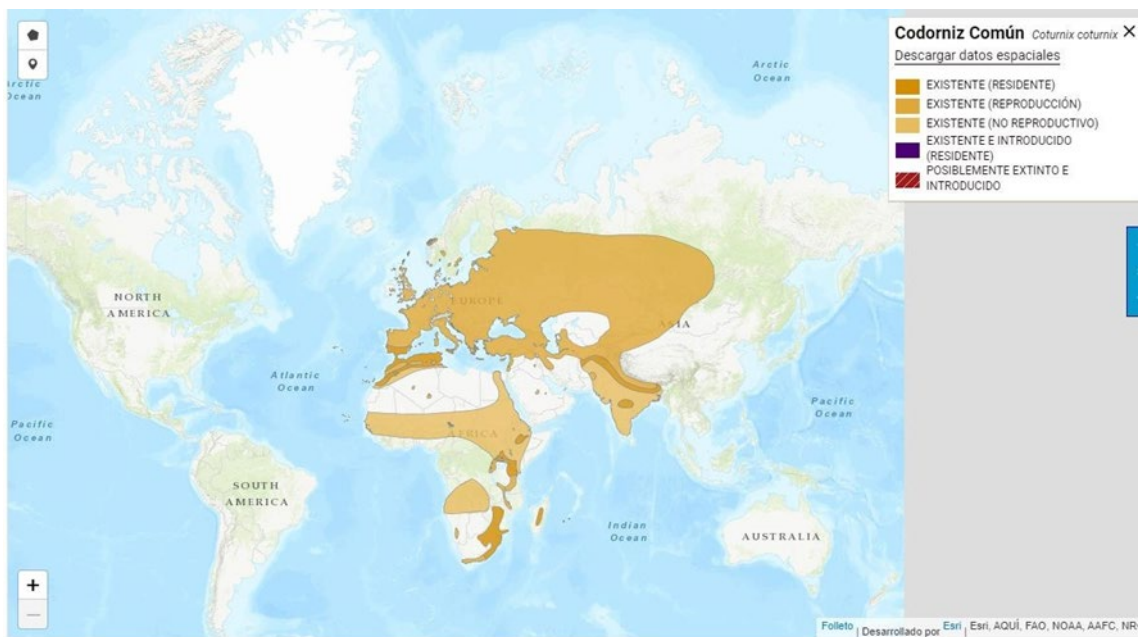 Codorniz Común Coturnix coturnix
Descargar datos espaciales
EXISTENTE (RESIDENTE)
EXISTENTE (REPRODUCCIÓN)
EXISTENTE (NO REPRODUCTIVO)
EXISTENTE E INTRODUCIDO
(RESIDENTE)
POSIBLEMENTE EXTINTO E
INTRODUCIDO
Arctic
Ocean
Arctic
Ocean
NORTH
AMERICA
EUROPE
ASIA
Atlantic
Ocean
Pacific
Ocean
Pacific
Ocean
AFRICA
SOUTH
AMERICA
Indian
Ocean
AUSTRALIA
+
−
Folleto | Desarrollado por Esri | Esri, AQUÍ, FAO, NOAA, AAFC, NR